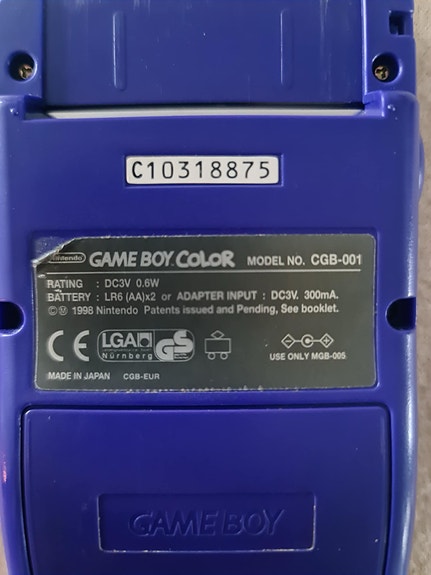 C10318875
Nintendo GAME BOY COLOR MODEL NO. CGB-001
RATING : DC3V 0.6W
BATTERY : LR6 (AA)x2 or ADAPTER INPUT : DC3V. 300mA.
©Ⓜ 1998 Nintendo Patents issued and Pending, See booklet.
CE LGA Nürnberg GS
USE ONLY MGB-005
MADE IN JAPAN CGB-EUR
GAME BOY